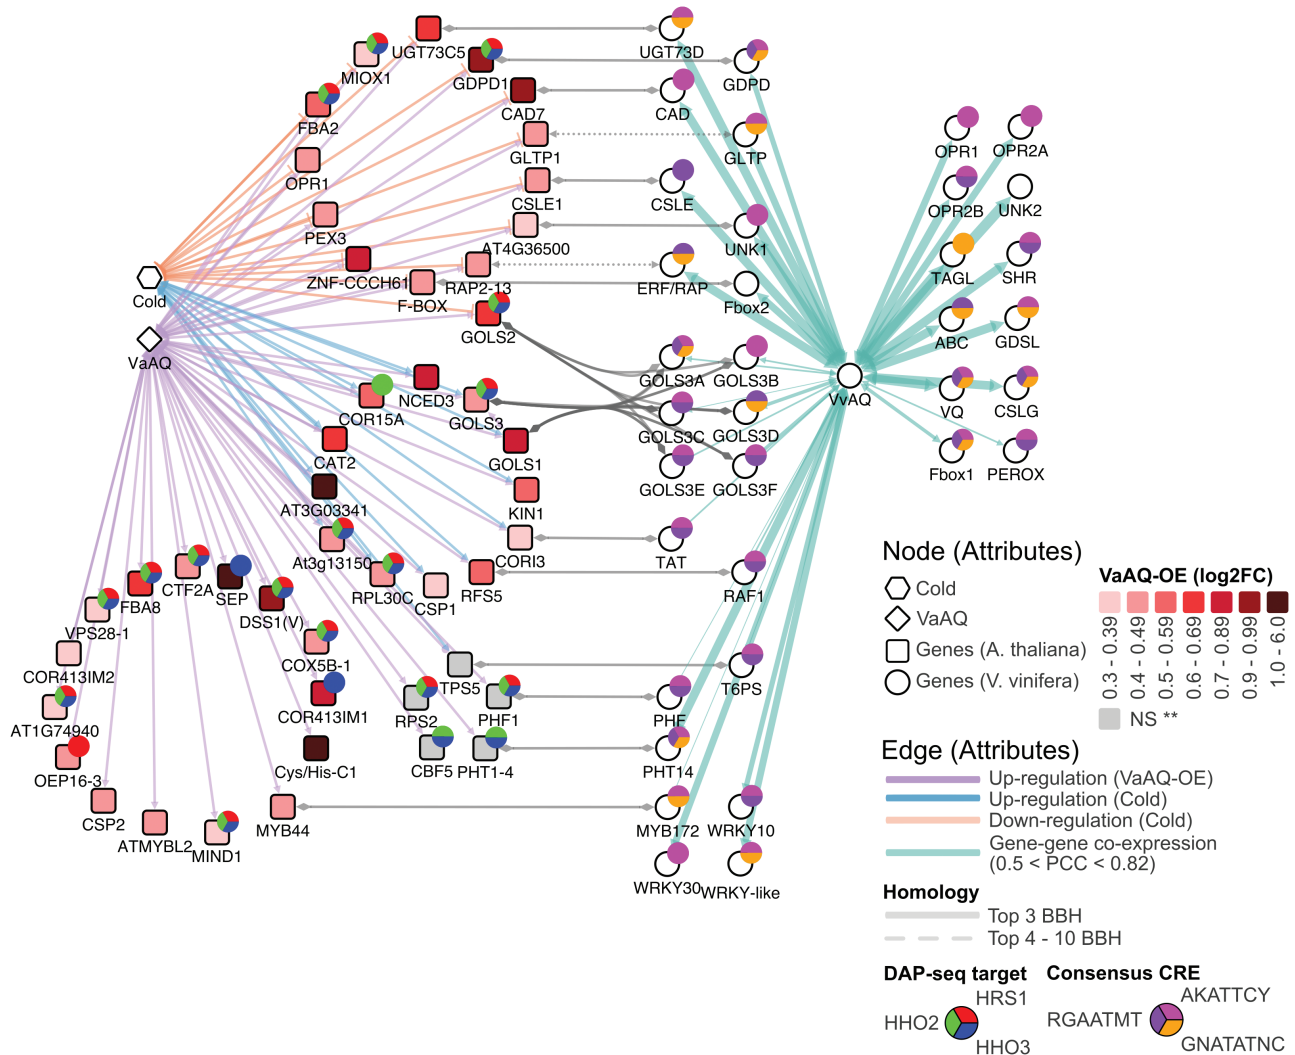 UGT73C5
UGT73D
MIOX1
GDPD1
GDPD
FBA2
CAD7
CAD
GLTP1
GLTP
OPR1
OPR2A
OPR1
CSLE1
CSLE
OPR2B
UNK2
PEX3
AT4G36500
UNK1
TAGL
SHR
ZNF-CCCH61
RAP2-13
ERF/RAP
Cold
F-BOX
Fbox2
GOLS2
ABC
GDSL
VaAQ
GOLS3A
GOLS3B
NCED3
VvAQ
COR15A
GOLS3
VQ
CSLG
GOLS3C
GOLS3D
CAT2
GOLS1
Fbox1
PEROX
GOLS3E
GOLS3F
AT3G03341
KIN1
At3g13150
CORI3
TAT
CTF2A
SEP
RPL30C
CSP1
RFS5
RAF1
FBA8
DSS1(V)
VPS28-1
COX5B-1
COR413IM2
TPS5
T6PS
COR413IM1
RPS2
PHF1
PHF
AT1G74940
OEP16-3
Cys/His-C1
CBF5
PHT1-4
PHT14
CSP2
MYB44
MYB172
WRKY10
ATMYBL2
MIND1
WRKY30
WRKY-like
Node (Attributes)
Cold
VaAQ
Genes (A. thaliana)
Genes (V. vinifera)
VaAQ-OE (log2FC)
0.3 - 0.39
0.4 - 0.49
0.5 - 0.59
0.6 - 0.69
0.7 - 0.89
0.9 - 0.99
1.0 - 6.0
NS **
Edge (Attributes)
Up-regulation (VaAQ-OE)
Up-regulation (Cold)
Down-regulation (Cold)
Gene-gene co-expression
(0.5 < PCC < 0.82)
Homology
Top 3 BBH
Top 4 - 10 BBH
DAP-seq target
HRS1
HHO2
HHO3
Consensus CRE
AKATTCY
RGAATMT
GNATATNC